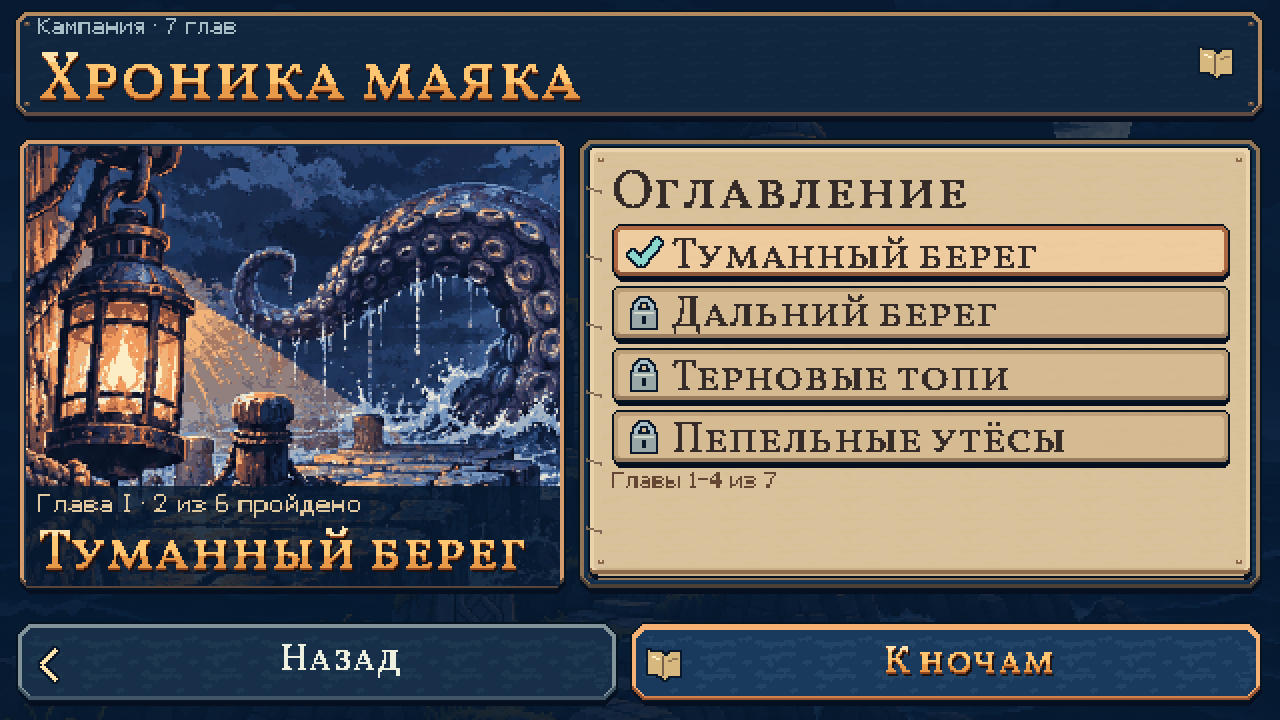 Кампания · 7 глав
Хроника маяка
Глава I · 2 из 6 пройдено
Туманный берег
Оглавление
Туманный берег
Дальний берег
Терновые топи
Пепельные утёсы
Главы 1–4 из 7
Назад
К ночам